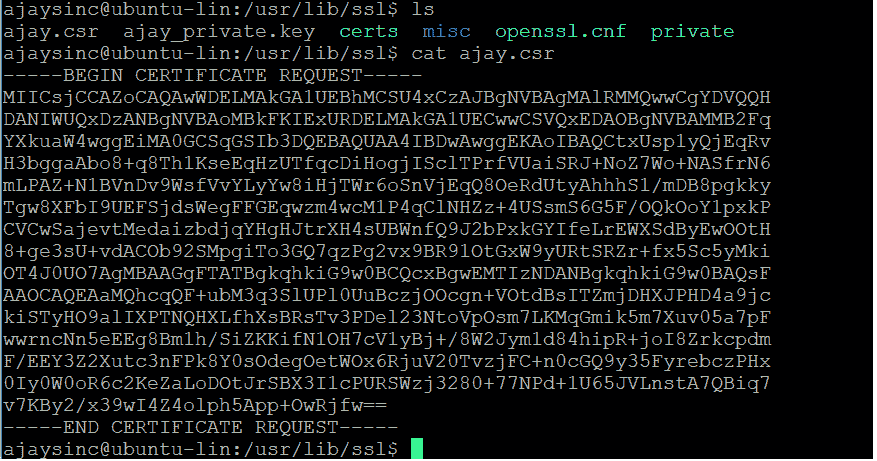 ajaysinc@ubuntu-lin:/usr/lib/ssl$ ls
ajay.csr  ajay_private.key  certs  misc  openssl.cnf  private
ajaysinc@ubuntu-lin:/usr/lib/ssl$ cat ajay.csr
-----BEGIN CERTIFICATE REQUEST-----
MIICsjCCAZoCAQAwWDELMAkGA1UEBhMCSU4xCzAJBgNVBAgMAlRMMQwwCgYDVQQH
DANIWUQxDzANBgNVBAoMBkFKIExURDELMAkGA1UECwwCSVQxEDAOBgNVBAMMB2Fq
YXkuaW4wggEiMA0GCSqGSIb3DQEBAQUAA4IBDwAwggEKAoIBAQCtxUsp1yQjEqRv
H3bggaAbo8+q8Th1KseEqHzUTfqcDiHogjISclTPrfVUaiSRJ+NoZ7Wo+NASfrN6
mLPAZ+N1BVnDv9WsfVvYLyYw8iHjTWr6oSnVjEqQ8OeRdUtyAhhhS1/mDB8pgkky
Tgw8XFbI9UEFSjdsWegFFGEqwzm4wcM1P4qClNHZz+4USsmS6G5F/OQkOoY1pxkP
CVCwSajevtMedaizbdjqYHgHJtrXH4sUBWnfQ9J2bPxkGYIfeLrEWXSdByEwOOtH
8+ge3sU+vdACOb92SMpgiTo3GQ7qzPg2vx9BR91OtGxW9yURtSRZr+fx5Sc5yMki
OT4J0UO7AgMBAAGgFTATBgkqhkiG9w0BCQcxBgwEMTIzNDANBgkqhkiG9w0BAQsF
AAOCAQEAaMQhcqQF+ubM3q3SlUPl0UuBczjOOcgn+VOtdBsITZmjDHXJPHD4a9jc
kiSTyHO9alIXPTNQHXLfhXsBRsTv3PDel23NtoVpOsm7LKMqGmik5m7Xuv05a7pF
wwrncNn5eEEg8Bm1h/SiZKKifN1OH7cVlyBj+/8W2Jym1d84hipR+joI8Zrkcpdm
F/EEY3Z2Xutc3nFPk8Y0sOdegOetWOx6RjuV20TvzjFC+n0cGQ9y35FyrebczPHx
0Iy0W0oR6c2KeZaLoDOtJrSBX3I1cPURSWzj3280+77NPd+1U65JVLnstA7QBiq7
v7KBy2/x39wI4Z4olph5App+OwRjfw==
-----END CERTIFICATE REQUEST-----
ajaysinc@ubuntu-lin:/usr/lib/ssl$